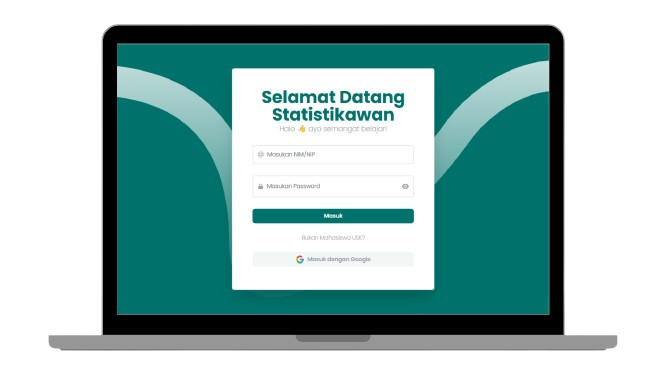 Selamat Datang
Statistikawan
Halo 👋 ayo semangat belajar!
Masukan NIM/NIP
Masukan Password
Masuk
Bukan Mahasiswa USK?
Masuk dengan Google